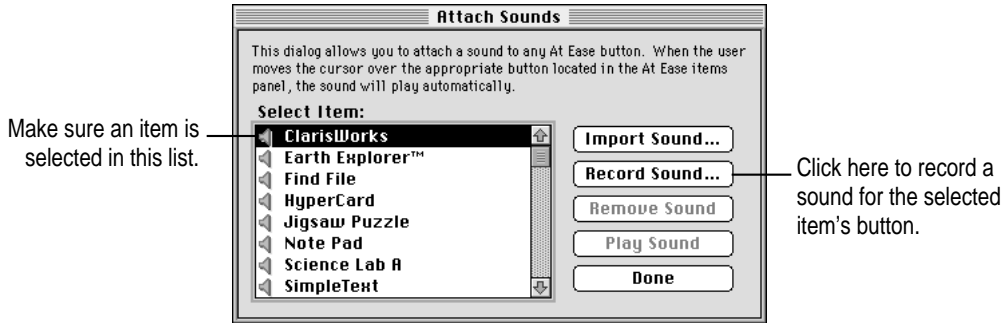 Attach Sounds
This dialog allows you to attach a sound to any At Ease button. When the user
moves the cursor over the appropriate button located in the At Ease items
panel, the sound will play automatically.
Select Item:
Make sure an item is
selected in this list.
ClarisWorks
Earth Explorer™
Find File
HyperCard
Jigsaw Puzzle
Note Pad
Science Lab A
SimpleText
Import Sound...
Record Sound...
Remove Sound
Play Sound
Done
Click here to record a
sound for the selected
item’s button.